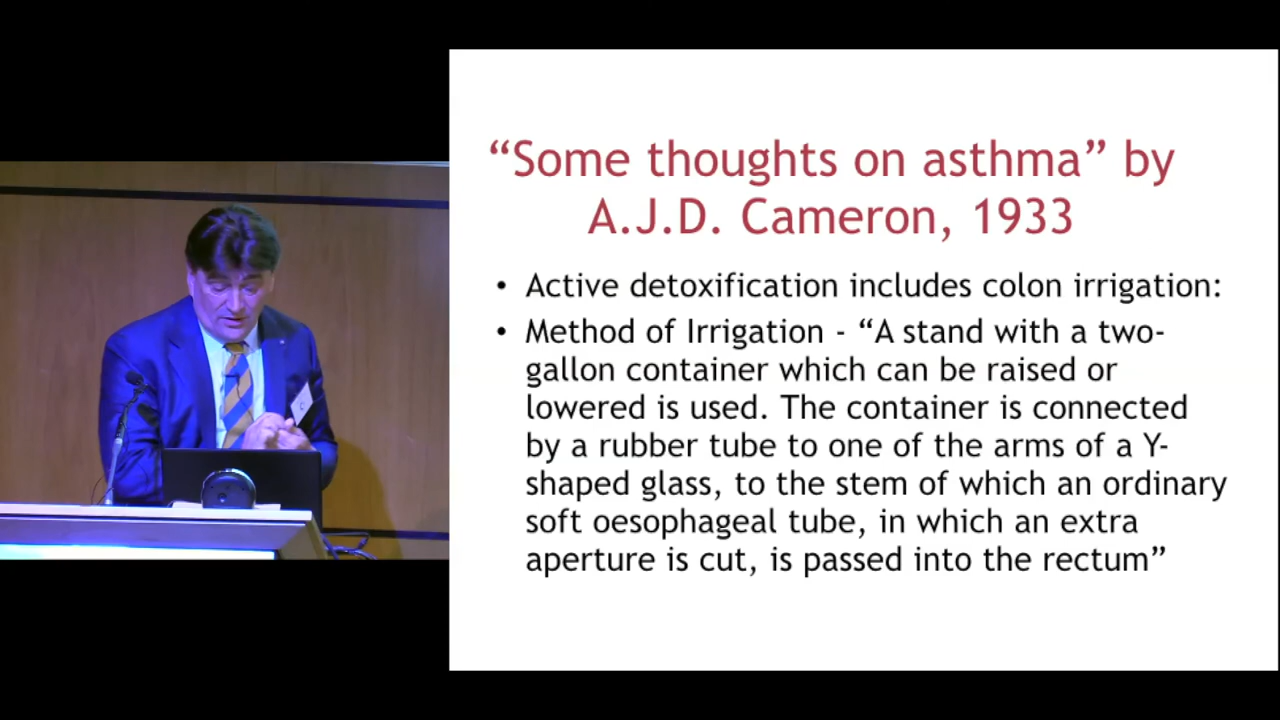 “Some thoughts on asthma” by
A.J.D. Cameron, 1933
• Active detoxification includes colon irrigation:
• Method of Irrigation - “A stand with a two-
gallon container which can be raised or
lowered is used. The container is connected
by a rubber tube to one of the arms of a Y-
shaped glass, to the stem of which an ordinary
soft oesophageal tube, in which an extra
aperture is cut, is passed into the rectum”